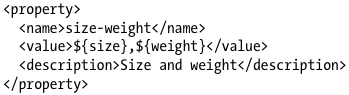 <property>
  <name>size-weight</name>
  <value>${size},${weight}</value>
  <description>Size and weight</description>
</property>